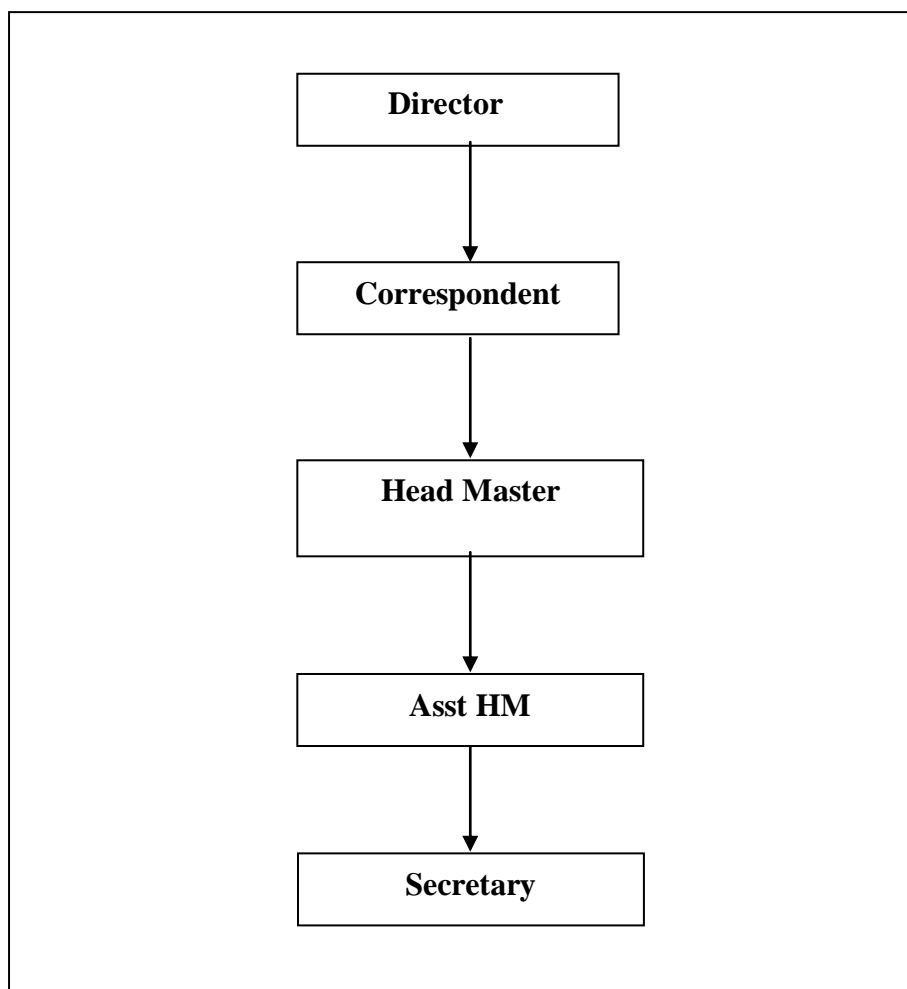 Director
Correspondent
Head Master
Asst HM
Secretary